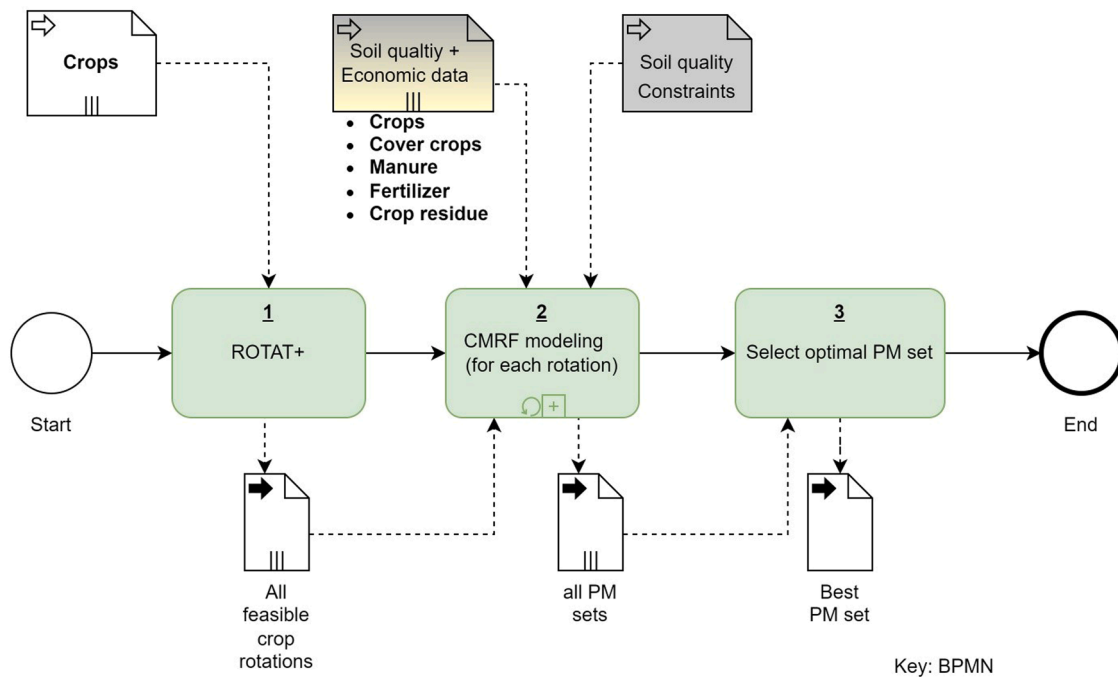 Crops
Soil qualtiy +
Economic data
Soil quality
Constraints
• Crops
• Cover crops
• Manure
• Fertilizer
• Crop residue
1
ROTAT+
2
CMRF modeling
(for each rotation)
3
Select optimal PM set
Start
End
All
feasible
crop
rotations
all PM
sets
Best
PM set
Key: BPMN